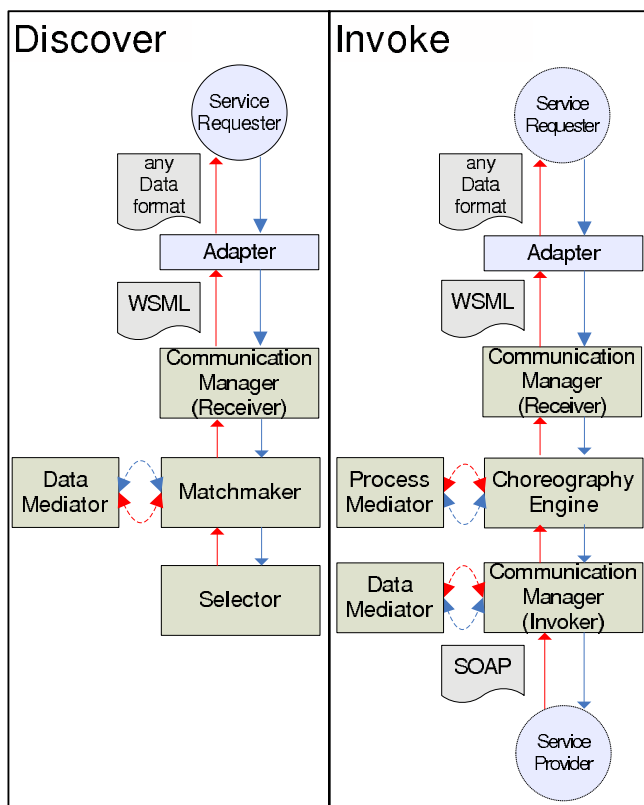 Discover
Service
Requester
any
Data
format
Adapter
WSML
Communication
Manager
(Receiver)
Data
Mediator
Matchmaker
Selector
Invoke
Service
Requester
any
Data
format
Adapter
WSML
Communication
Manager
(Receiver)
Process
Mediator
Choreography
Engine
Data
Mediator
Communication
Manager
(Invoker)
SOAP
Service
Provider